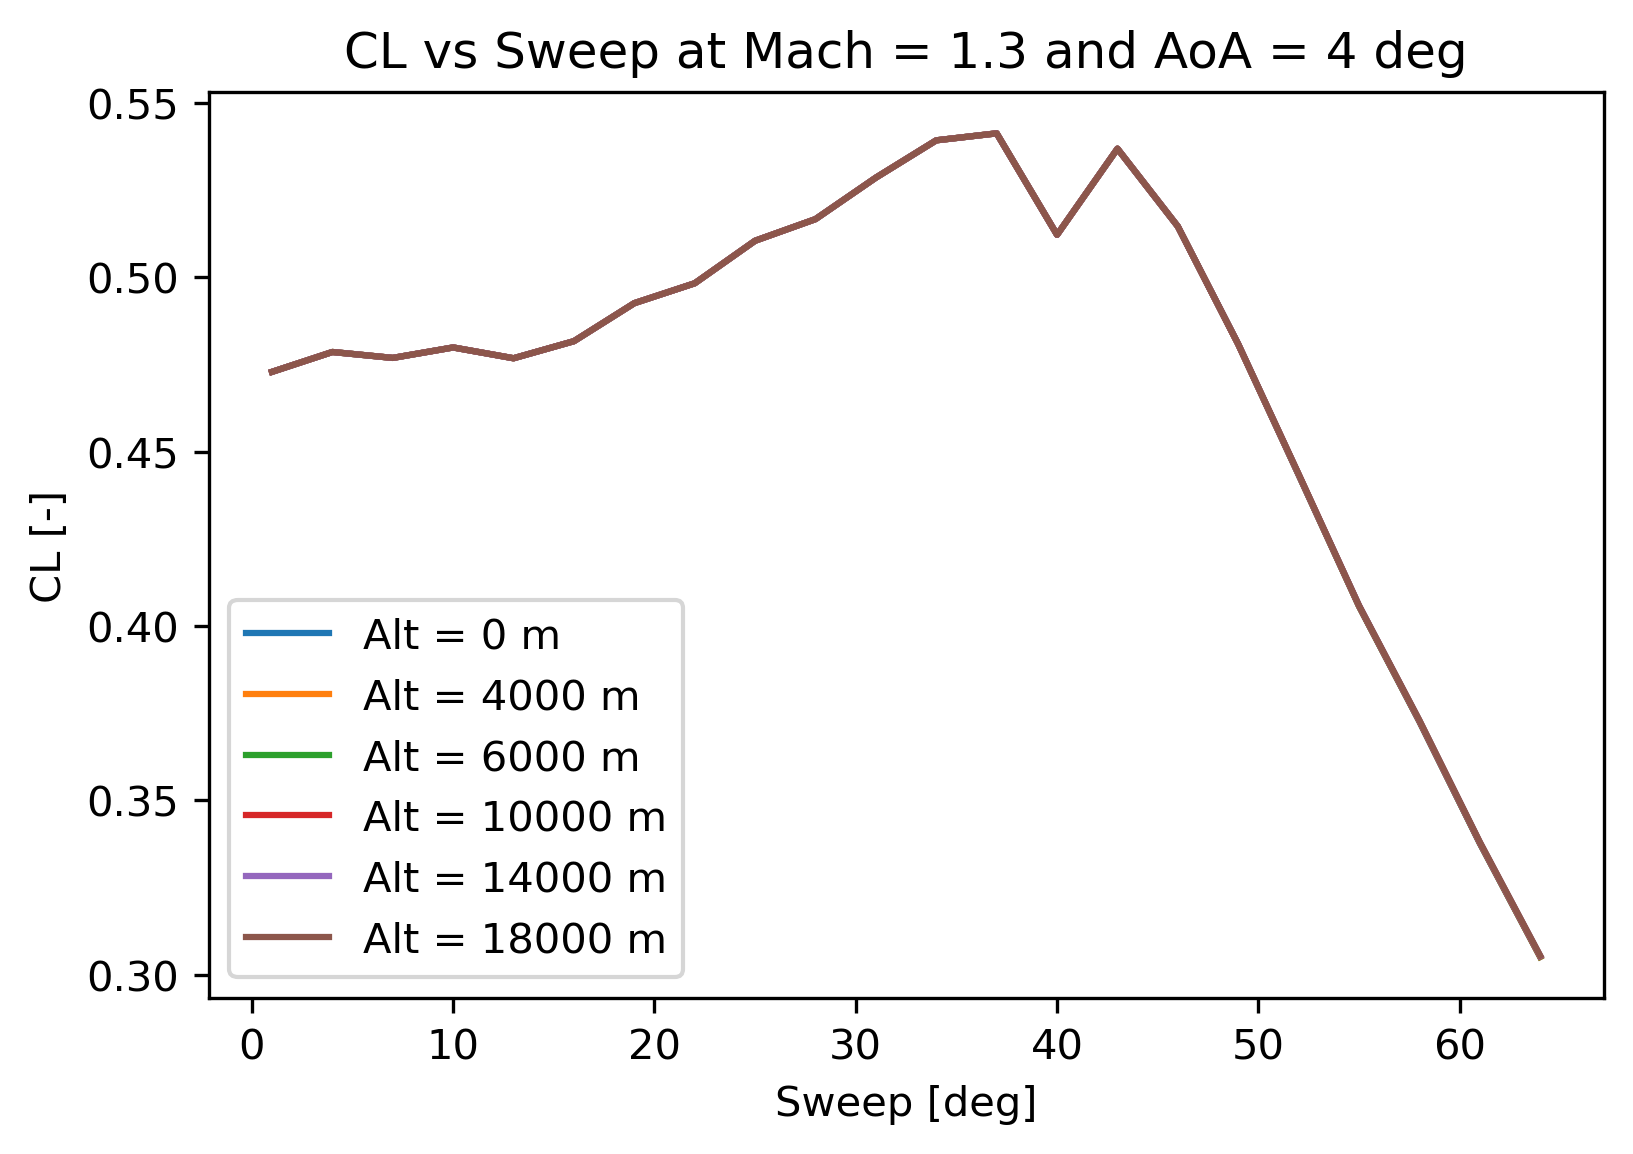 CL vs Sweep at Mach = 1.3 and AoA = 4 deg
0.55
0.50
0.45
0.40
0.35
0.30
CL [-]
Alt = 0 m
Alt = 4000 m
Alt = 6000 m
Alt = 10000 m
Alt = 14000 m
Alt = 18000 m
0 10 20 30 40 50 60
Sweep [deg]